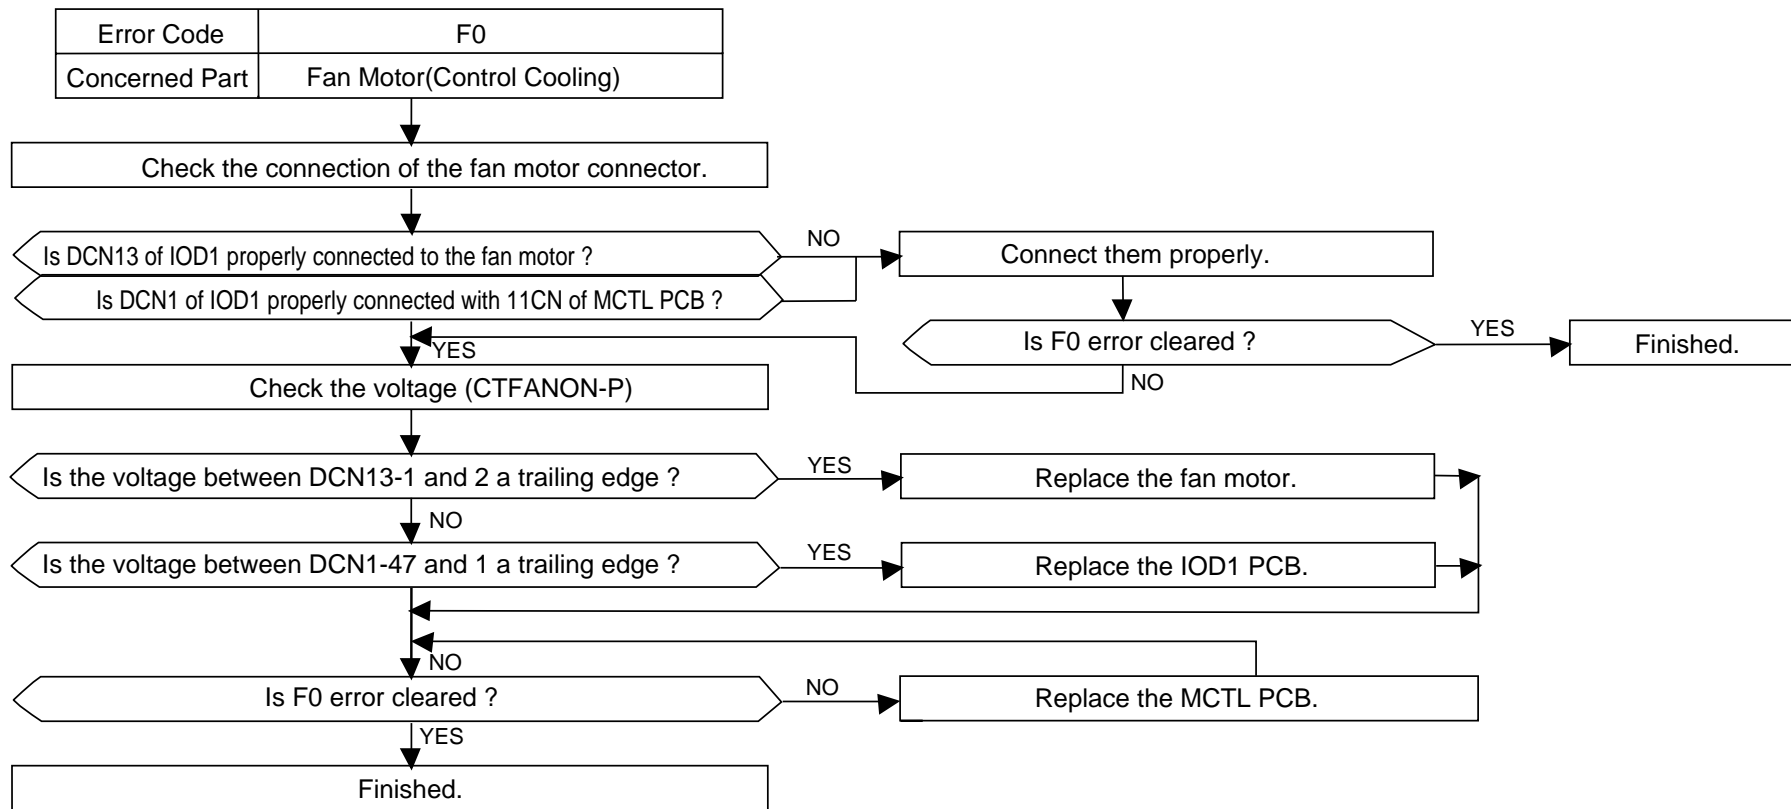 Error Code F0
Concerned Part Fan Motor(Control Cooling)
Check the connection of the fan motor connector.
Is DCN13 of IOD1 properly connected to the fan motor ?
NO
Connect them properly.
Is DCN1 of IOD1 properly connected with 11CN of MCTL PCB ?
YES
Is F0 error cleared ?
YES
Finished.
NO
Check the voltage (CTFANON-P)
Is the voltage between DCN13-1 and 2 a trailing edge ?
YES
Replace the fan motor.
NO
Is the voltage between DCN1-47 and 1 a trailing edge ?
YES
Replace the IOD1 PCB.
NO
Is F0 error cleared ?
NO
Replace the MCTL PCB.
YES
Finished.